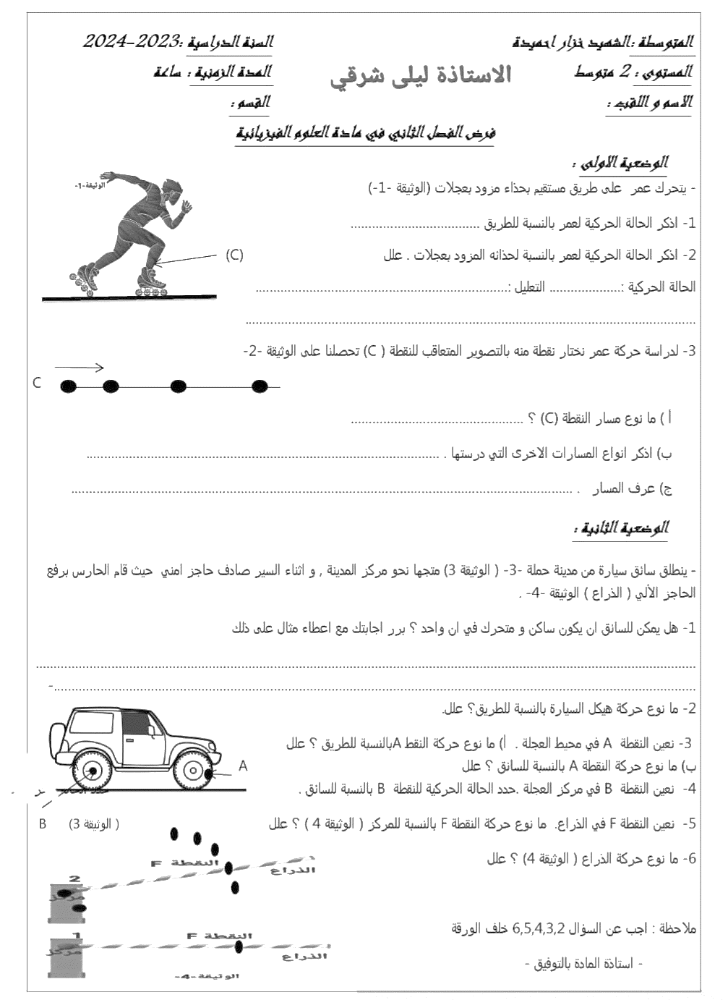 المتوسطة :الشهيد خزار احميدة
السنة الدراسية :2023-2024
المستوى : 2 متوسط
الاستاذة ليلى شرقي
المدة الزمنية : ساعة
الاسم و اللقب :
القسم :
فرض الفصل الثاني في مادة العلوم الفيزيائية
الوضعية الاولى :
الوثيقة-1-
- يتحرك عمر على طريق مستقيم بحذاء مزود بعجلات (الوثيقة -1-)
1- اذكر الحالة الحركية لعمر بالنسبة للطريق ....................................
2- اذكر الحالة الحركية لعمر بالنسبة لحذائه المزود بعجلات . علل
(C)
الحالة الحركية :.................... التعليل :......................................................................
.............................................................................................................................
3- لدراسة حركة عمر نختار نقطة منه بالتصوير المتعاقب للنقطة ( C) تحصلنا على الوثيقة -2-
C
أ ) ما نوع مسار النقطة (C) ؟ ................................................
ب) اذكر انواع المسارات الاخرى التي درستها . ..................................................................................................
ج) عرف المسار . ...........................................................................................................................................
الوضعية الثانية :
- ينطلق سائق سيارة من مدينة حملة -3- ( الوثيقة 3) متجها نحو مركز المدينة , و اثناء السير صادف حاجز امني حيث قام الحارس برفع
الحاجز الألي ( الذراع ) الوثيقة -4- .
1- هل يمكن للسائق ان يكون ساكن و متحرك في ان واحد ؟ برر اجابتك مع اعطاء مثال على ذلك
.......................................................................................................................................................................................
..................................................................................................................................................................................-
2- ما نوع حركة هيكل السيارة بالنسبة للطريق؟ علل.
3- نعين النقطة A في محيط العجلة . أ) ما نوع حركة النقط Aبالنسبة للطريق ؟ علل
ب) ما نوع حركة النقطة A بالنسبة للسائق ؟ علل
A
4- نعين النقطة B في مركز العجلة .حدد الحالة الحركية للنقطة B بالنسبة للسائق .
5- نعين النقطة F في الذراع. ما نوع حركة النقطة F بالنسبة للمركز ( الوثيقة 4 ) ؟ علل
( الوثيقة 3)
B
6- ما نوع حركة الذراع ( الوثيقة 4) ؟ علل
النقطة F
الذراع
2
مركز
ملاحظة : اجب عن السؤال 6,5,4,3,2 خلف الورقة
1
النقطة F
مركز
الذراع
- استاذة المادة بالتوفيق -
الوثيقة-4-